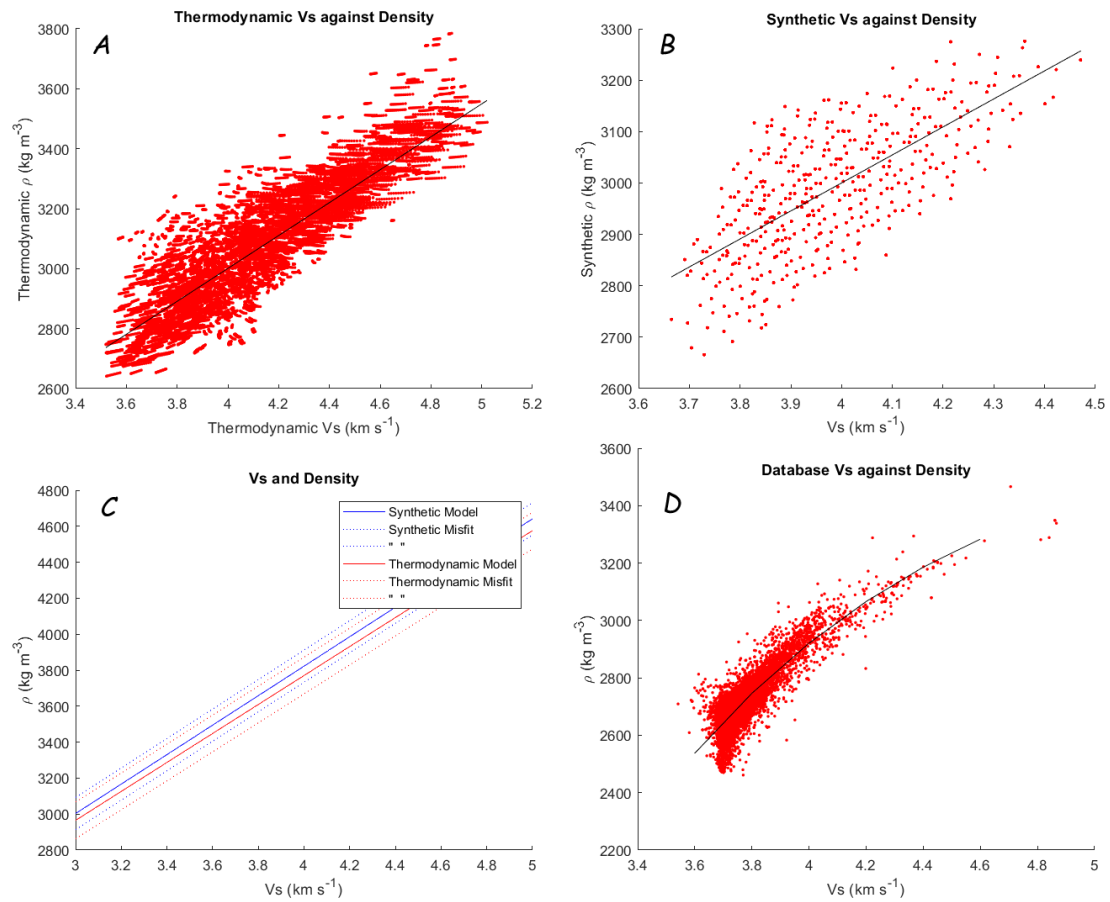 Thermodynamic Vs against Density
A
Thermodynamic ρ (kg m⁻³)
3800
3600
3400
3200
3000
2800
2600
3.4 3.6 3.8 4 4.2 4.4 4.6 4.8 5 5.2
Thermodynamic Vs (km s⁻¹)
Synthetic Vs against Density
B
Synthetic ρ (kg m⁻³)
3300
3200
3100
3000
2900
2800
2700
2600
3.6 3.7 3.8 3.9 4 4.1 4.2 4.3 4.4 4.5
Vs (km s⁻¹)
Vs and Density
C
ρ (kg m⁻³)
4800
4600
4400
4200
4000
3800
3600
3400
3200
3000
2800
Synthetic Model
Synthetic Misfit
" "
Thermodynamic Model
Thermodynamic Misfit
" "
3 3.2 3.4 3.6 3.8 4 4.2 4.4 4.6 4.8 5
Vs (km s⁻¹)
Database Vs against Density
D
ρ (kg m⁻³)
3600
3400
3200
3000
2800
2600
2400
2200
3.4 3.6 3.8 4 4.2 4.4 4.6 4.8 5
Vs (km s⁻¹)